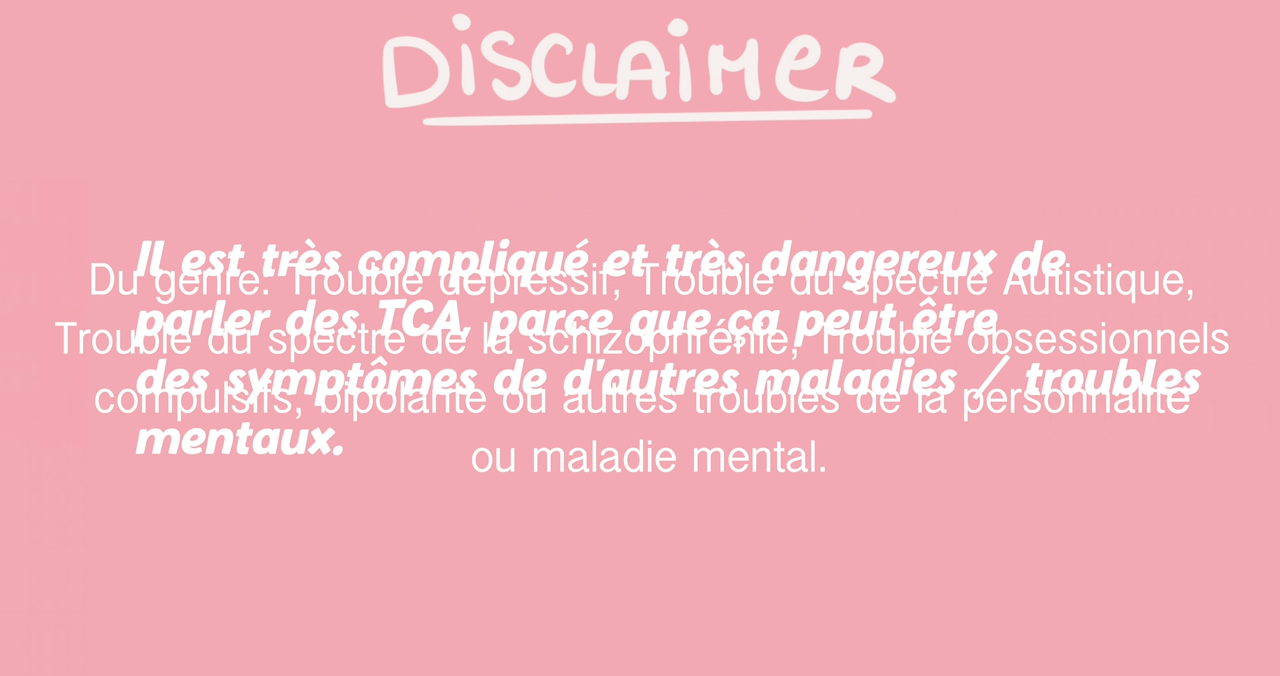 DISCLAIMER
Il est très compliqué et très dangereux de
parler des TCA, parce que ça peut être
des symptômes de d'autres maladies / troubles
mentaux.
Du genre: Trouble dépressif, Trouble du spectre Autistique,
Trouble du spectre de la schizophrénie, Trouble obsessionnels
compulsifs, bipolarité ou autres troubles de la personnalité
ou maladie mental.